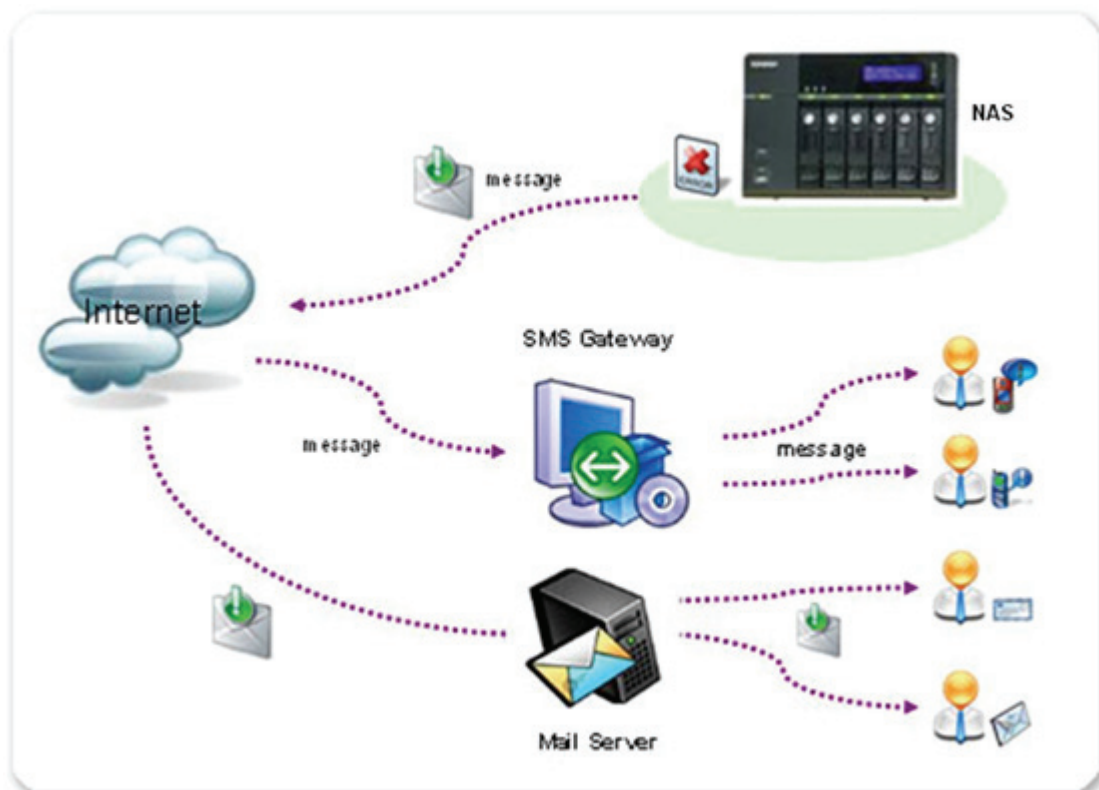 NAS
message
Internet
SMS Gateway
message
message
Mail Server